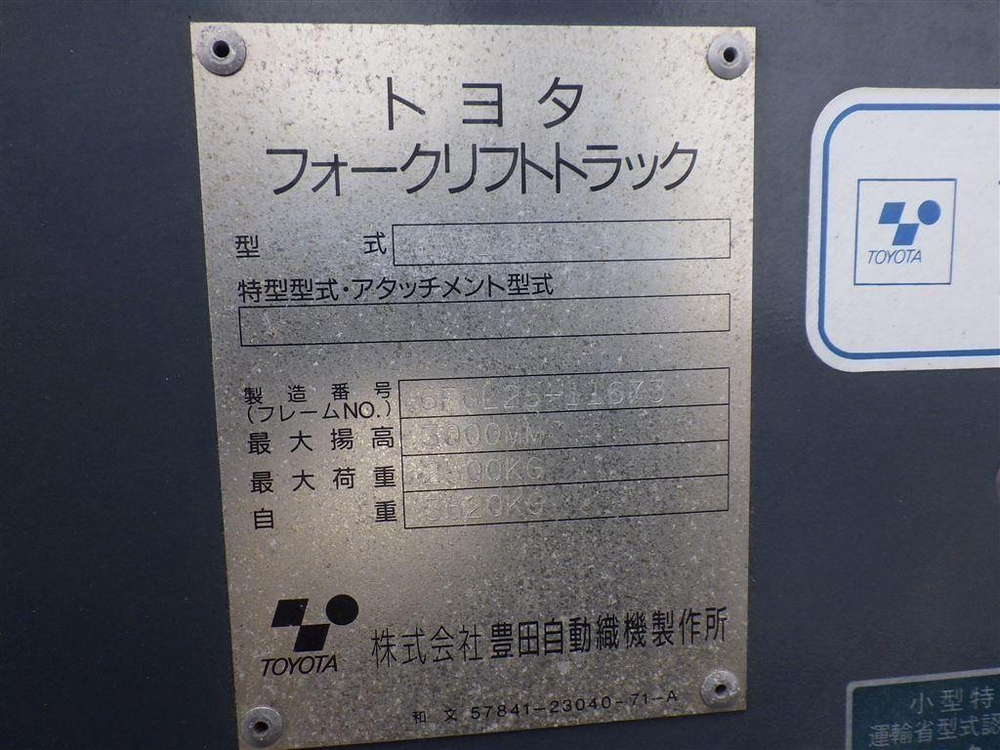 トヨタ
フォークリフトトラック
型式
特型型式・アタッチメント型式
製造番号
(フレームNO.)
最大揚高 3000MM
最大荷重
自重
TOYOTA
株式会社 豊田自動織機製作所
和文 57841-23040-71-A
TOYOTA
小型特
運輸省型式認